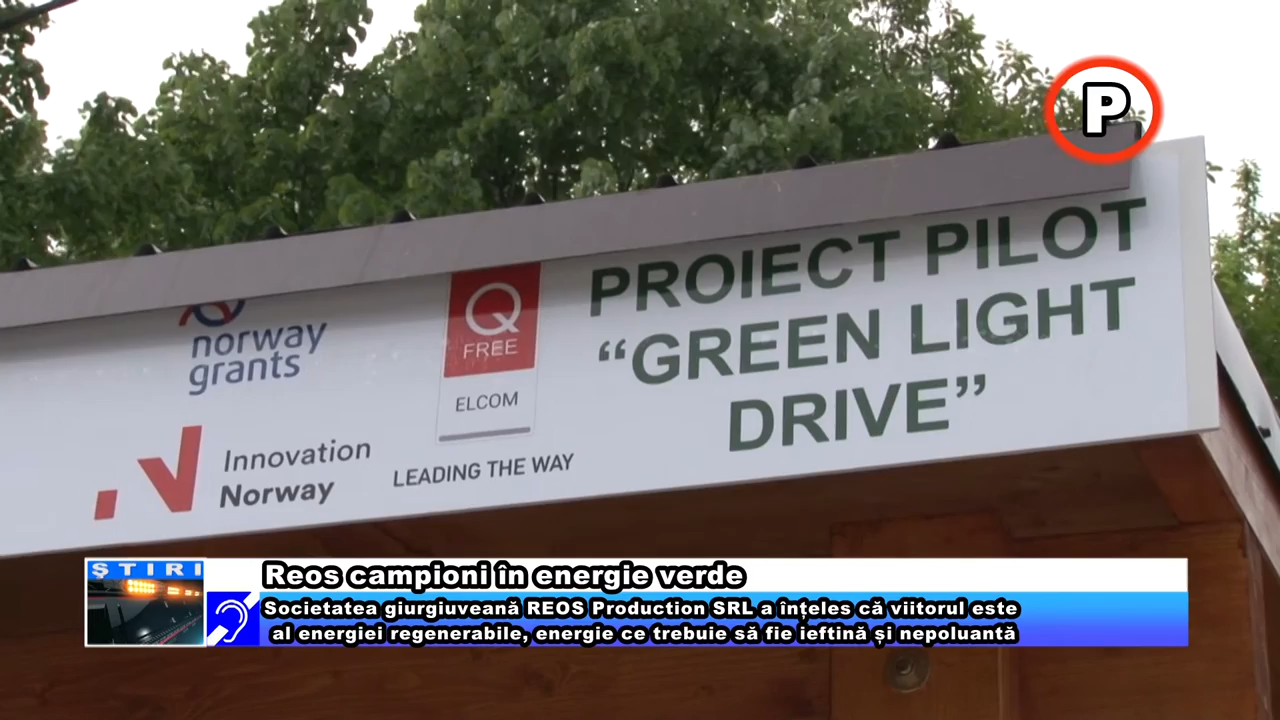 P
PROIECT PILOT
“GREEN LIGHT
DRIVE”
norway
grants
Q
FREE
ELCOM
LEADING THE WAY
Innovation
Norway
ŞTIRI
Reos campioni în energie verde
Societatea giurgiuveană REOS Production SRL a înțeles că viitorul este
al energiei regenerabile, energie ce trebuie să fie ieftină și nepoluantă